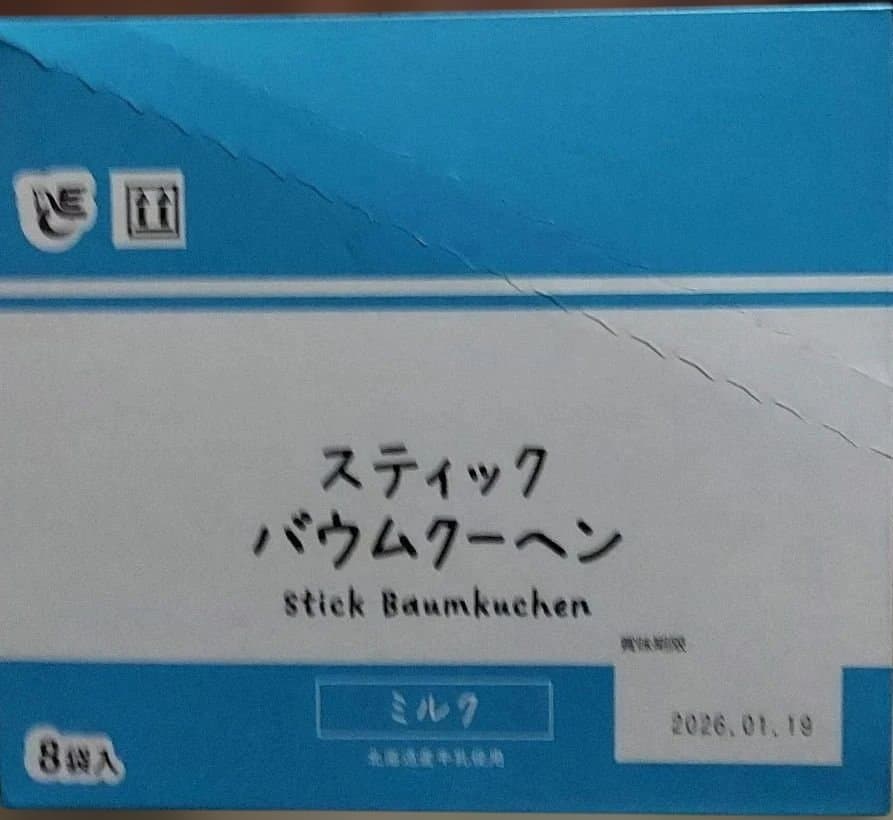 スティック
バウムクーヘン
Stick Baumkuchen
賞味期限
ミルク
2026.01.19
北海道産牛乳使用
8袋入